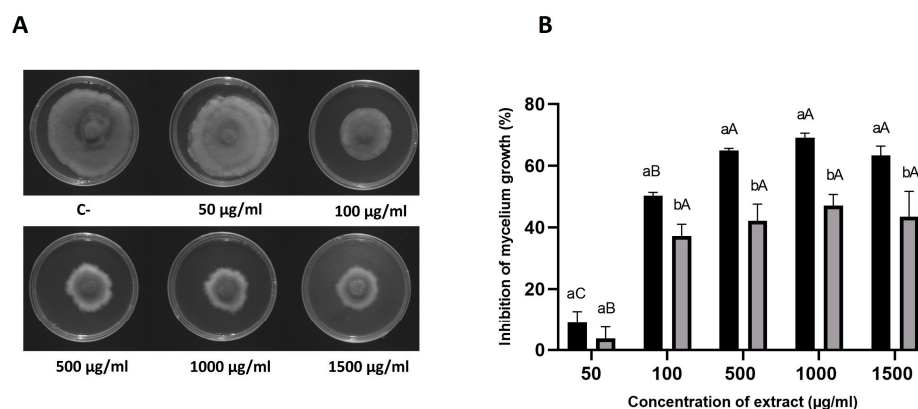 A
C-
50 µg/ml
100 µg/ml
500 µg/ml
1000 µg/ml
1500 µg/ml
B
Inhibition of mycelium growth (%)
80
60
40
20
0
aC
aB
aB
bA
aA
bA
aA
bA
aA
bA
50
100
500
1000
1500
Concentration of extract (µg/ml)